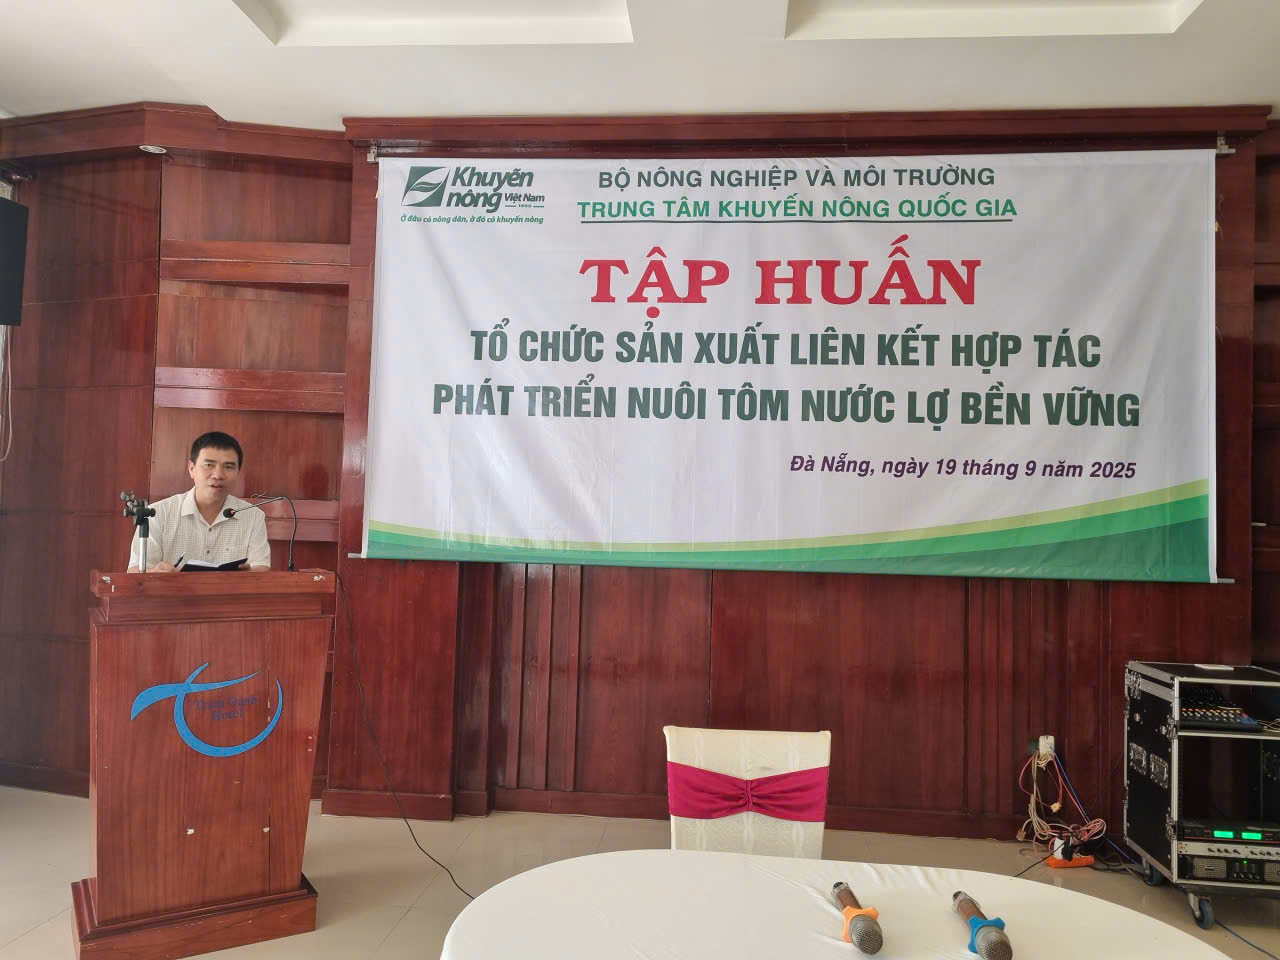 Khuyến nông Việt Nam
1993
Ở đâu có nông dân, ở đó có khuyến nông
BỘ NÔNG NGHIỆP VÀ MÔI TRƯỜNG
TRUNG TÂM KHUYẾN NÔNG QUỐC GIA
TẬP HUẤN
TỔ CHỨC SẢN XUẤT LIÊN KẾT HỢP TÁC
PHÁT TRIỂN NUÔI TÔM NƯỚC LỢ BỀN VỮNG
Đà Nẵng, ngày 19 tháng 9 năm 2025